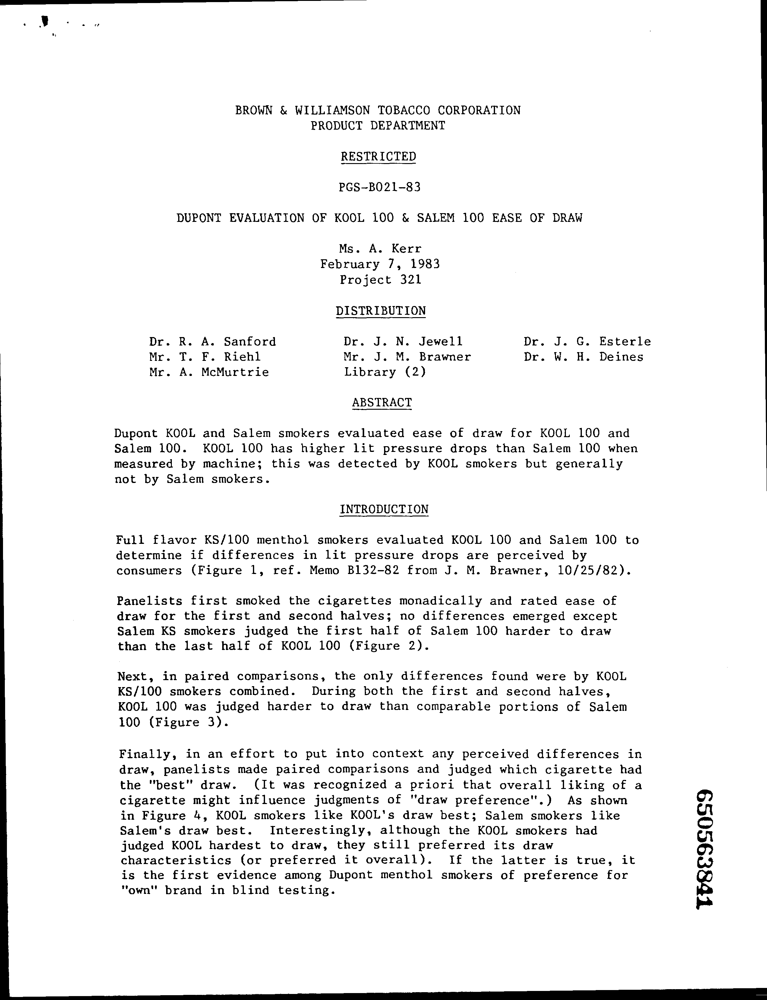 BROWN & WILLIAMSON TOBACCO CORPORATION
PRODUCT DEPARTMENT
RESTRICTED
PGS-B021-83
DUPONT EVALUATION OF KOOL 100 & SALEM 100 EASE OF DRAW
Ms. A. Kerr
February 7, 1983
Project 321
DISTRIBUTION
Dr. R. A. Sanford Dr. J. N. Jewell Dr. J. G. Esterle
Mr. T. F. Riehl Mr. J. M. Brawner Dr. W. H. Deines
Mr. A. McMurtrie Library (2)
ABSTRACT
Dupont KOOL and Salem smokers evaluated ease of draw for KOOL 100 and
Salem 100. KOOL 100 has higher lit pressure drops than Salem 100 when
measured by machine; this was detected by KOOL smokers but generally
not by Salem smokers.
INTRODUCTION
Full flavor KS/100 menthol smokers evaluated KOOL 100 and Salem 100 to
determine if differences in lit pressure drops are perceived by
consumers (Figure 1, ref. Memo B132-82 from J. M. Brawner, 10/25/82).
Panelists first smoked the cigarettes monadically and rated ease of
draw for the first and second halves; no differences emerged except
Salem KS smokers judged the first half of Salem 100 harder to draw
than the last half of KOOL 100 (Figure 2).
Next, in paired comparisons, the only differences found were by KOOL
KS/100 smokers combined. During both the first and second halves,
KOOL 100 was judged harder to draw than comparable portions of Salem
100 (Figure 3).
Finally, in an effort to put into context any perceived differences in
draw, panelists made paired comparisons and judged which cigarette had
the "best" draw. (It was recognized a priori that overall liking of a
cigarette might influence judgments of "draw preference".) As shown
in Figure 4, KOOL smokers like KOOL's draw best; Salem smokers like
Salem's draw best. Interestingly, although the KOOL smokers had
judged KOOL hardest to draw, they still preferred its draw
characteristics (or preferred it overall). If the latter is true, it
is the first evidence among Dupont menthol smokers of preference for
"own" brand in blind testing.
650563841